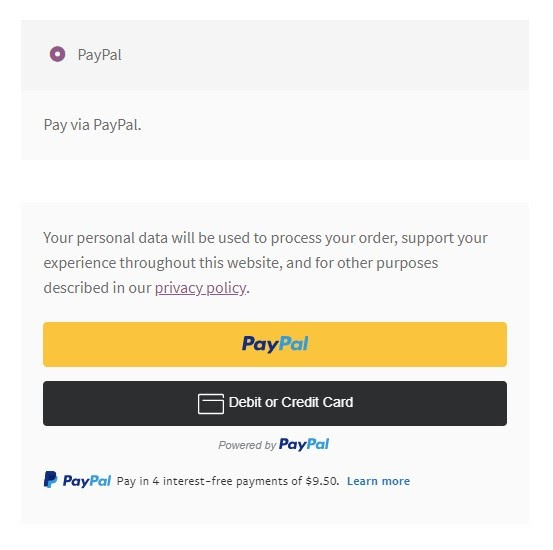 PayPal
Pay via PayPal.
Your personal data will be used to process your order, support your
experience throughout this website, and for other purposes
described in our privacy policy.
PayPal
Debit or Credit Card
Powered by PayPal
PayPal Pay in 4 interest-free payments of $9.50. Learn more